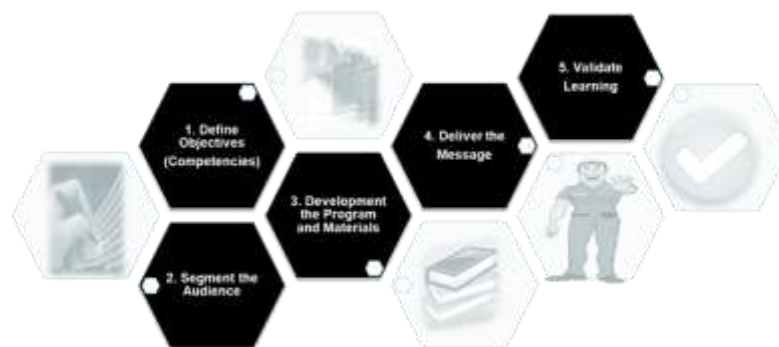 1. Define
Objectives
(Competencies)
2. Segment the
Audience
3. Development
the Program
and Materials
4. Deliver the
Message
5. Validate
Learning